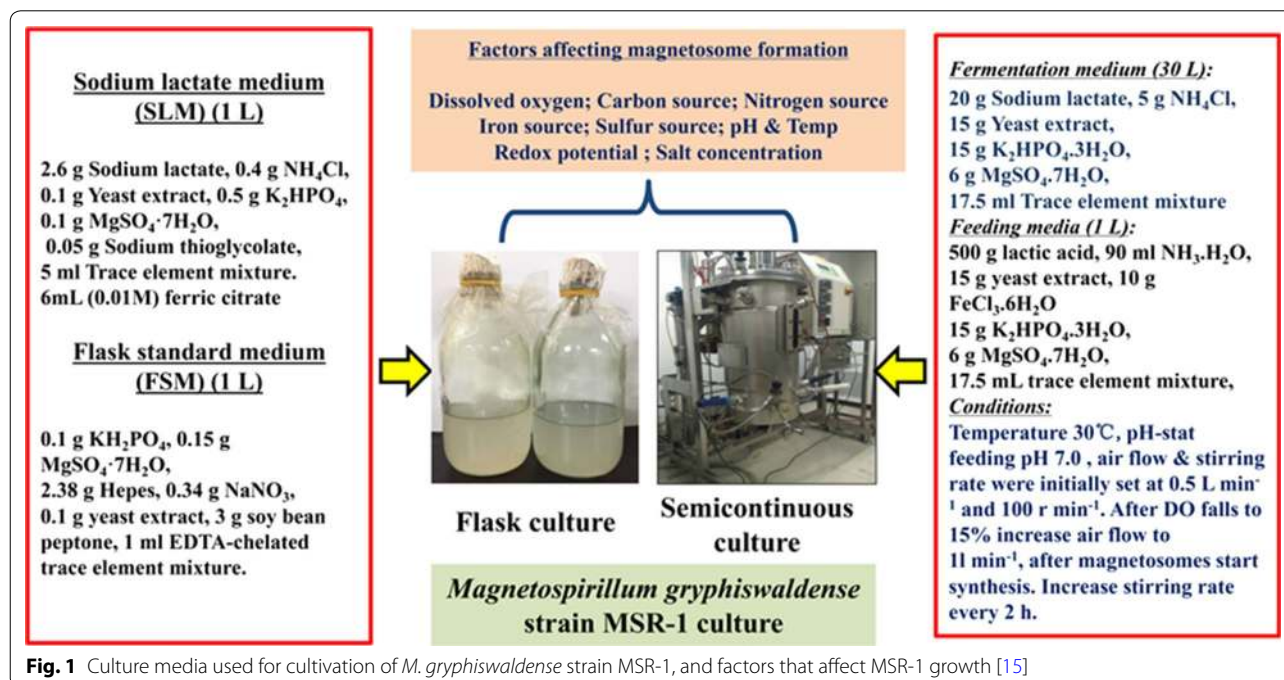 Sodium lactate medium
(SLM) (1 L)
2.6 g Sodium lactate, 0.4 g NH₄Cl,
0.1 g Yeast extract, 0.5 g K₂HPO₄,
0.1 g MgSO₄·7H₂O,
0.05 g Sodium thioglycolate,
5 ml Trace element mixture.
6mL (0.01M) ferric citrate
Flask standard medium
(FSM) (1 L)
0.1 g KH₂PO₄, 0.15 g
MgSO₄·7H₂O,
2.38 g Hepes, 0.34 g NaNO₃,
0.1 g yeast extract, 3 g soy bean
peptone, 1 ml EDTA-chelated
trace element mixture.
Factors affecting magnetosome formation
Dissolved oxygen; Carbon source; Nitrogen source
Iron source; Sulfur source; pH & Temp
Redox potential ; Salt concentration
Flask culture
Semicontinuous
culture
Magnetospirillum gryphiswaldense
strain MSR-1 culture
Fermentation medium (30 L):
20 g Sodium lactate, 5 g NH₄Cl,
15 g Yeast extract,
15 g K₂HPO₄.3H₂O,
6 g MgSO₄.7H₂O,
17.5 ml Trace element mixture
Feeding media (1 L):
500 g lactic acid, 90 ml NH₃.H₂O,
15 g yeast extract, 10 g
FeCl₃.6H₂O
15 g K₂HPO₄.3H₂O,
6 g MgSO₄.7H₂O,
17.5 mL trace element mixture,
Conditions:
Temperature 30℃, pH-stat
feeding pH 7.0 , air flow & stirring
rate were initially set at 0.5 L min⁻
¹ and 100 r min⁻¹. After DO falls to
15% increase air flow to
1l min⁻¹, after magnetosomes start
synthesis. Increase stirring rate
every 2 h.
Fig. 1 Culture media used for cultivation of M. gryphiswaldense strain MSR-1, and factors that affect MSR-1 growth [15]